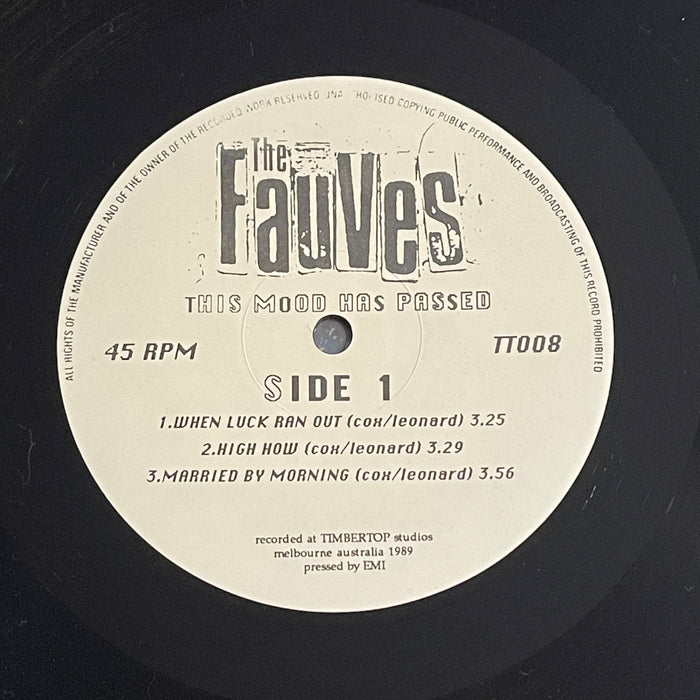 ALL RIGHTS OF THE MANUFACTURER AND OF THE OWNER OF THE RECORDED WORK RESERVED COPYING PUBLIC PERFORMANCE AND BROADCASTING OF THIS RECORD PROHIBITED
The
Fauves
THIS MOOD HAS PASSED
45 RPM
TT008
SIDE 1
1.WHEN LUCK RAN OUT (cox/leonard) 3.25
2.HIGH HOW (cox/leonard) 3.29
3.MARRIED BY MORNING (cox/leonard) 3.56
recorded at TIMBERTOP studios
melbourne australia 1989
pressed by EMI